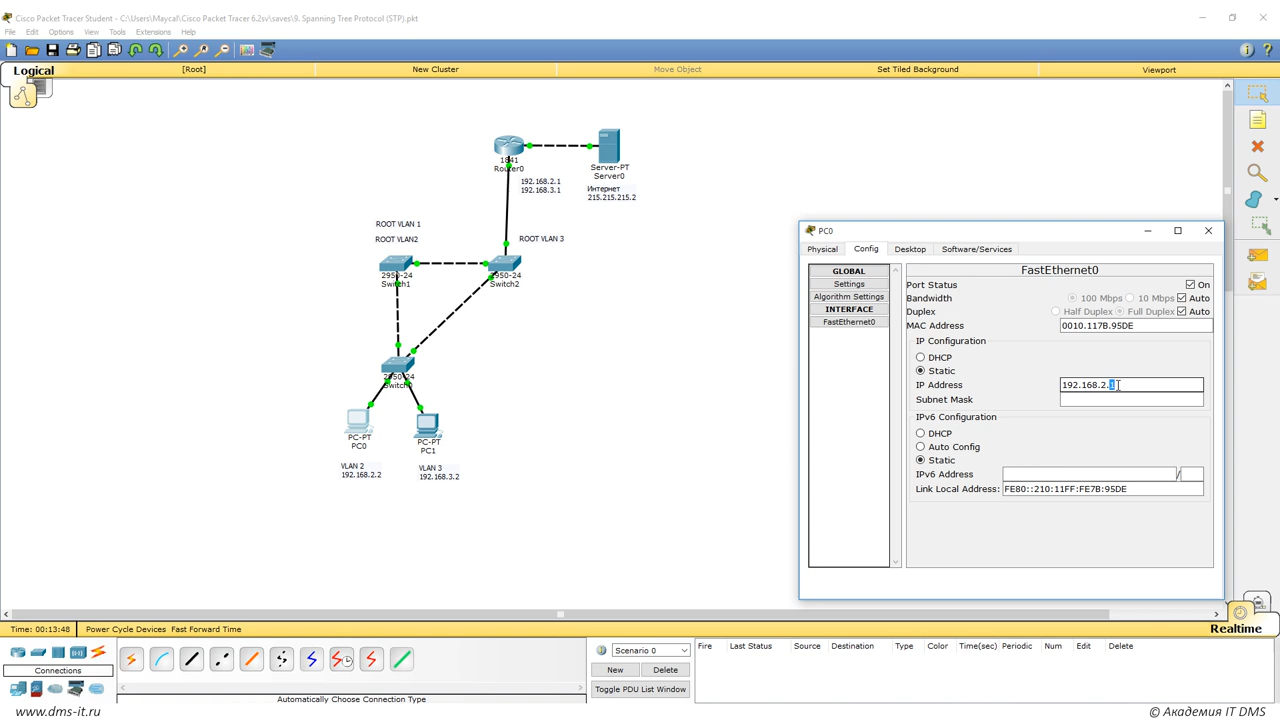 Cisco Packet Tracer Student - C:\Users\Maycal\Cisco Packet Tracer 6.2sv\saves\9. Spanning Tree Protocol (STP).pkt
File Edit Options View Tools Extensions Help
Logical [Root] New Cluster Move Object Set Tiled Background Viewport
1841
Router0
192.168.2.1
192.168.3.1
Server-PT
Server0
Интернет
215.215.215.2
ROOT VLAN 1
ROOT VLAN2
ROOT VLAN 3
2950-24
Switch1
2950-24
Switch2
2950-24
Switch0
PC-PT
PC0
PC-PT
PC1
VLAN 2
192.168.2.2
VLAN 3
192.168.3.2
PC0
Physical Config Desktop Software/Services
GLOBAL
Settings
Algorithm Settings
INTERFACE
FastEthernet0
FastEthernet0
Port Status On
Bandwidth 100 Mbps 10 Mbps Auto
Duplex Half Duplex Full Duplex Auto
MAC Address 0010.117B.95DE
IP Configuration
DHCP
Static
IP Address 192.168.2.1
Subnet Mask
IPv6 Configuration
DHCP
Auto Config
Static
IPv6 Address /
Link Local Address: FE80::210:11FF:FE7B:95DE
Time: 00:13:48 Power Cycle Devices Fast Forward Time Realtime
Connections
Automatically Choose Connection Type
Scenario 0
New Delete
Toggle PDU List Window
Fire Last Status Source Destination Type Color Time(sec) Periodic Num Edit Delete
www.dms-it.ru © Академия IT DMS